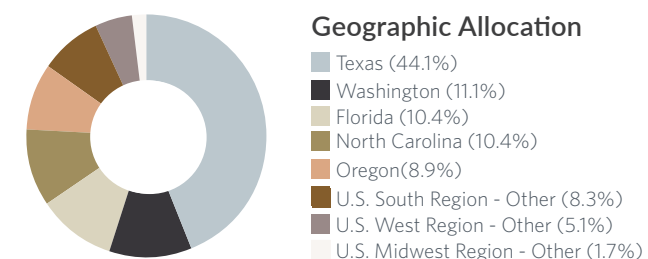 Geographic Allocation
Texas (44.1%)
Washington (11.1%)
Florida (10.4%)
North Carolina (10.4%)
Oregon(8.9%)
U.S. South Region - Other (8.3%)
U.S. West Region - Other (5.1%)
U.S. Midwest Region - Other (1.7%)